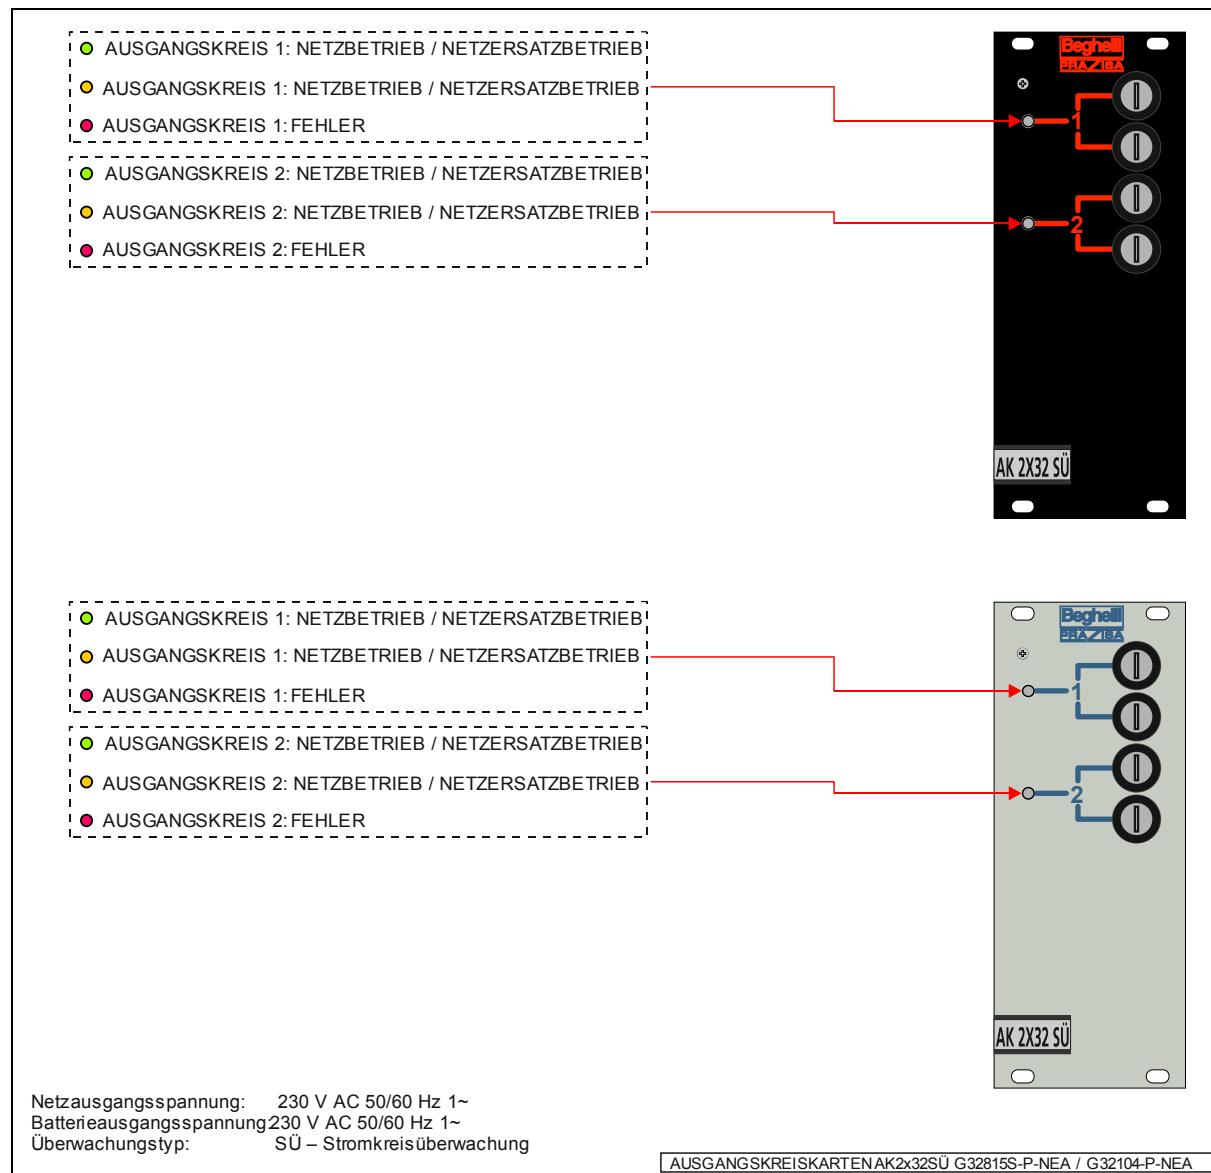 AUSGANGSKREIS 1: NETZBETRIEB / NETZERSATZBETRIEB
AUSGANGSKREIS 1: NETZBETRIEB / NETZERSATZBETRIEB
AUSGANGSKREIS 1: FEHLER
AUSGANGSKREIS 2: NETZBETRIEB / NETZERSATZBETRIEB
AUSGANGSKREIS 2: NETZBETRIEB / NETZERSATZBETRIEB
AUSGANGSKREIS 2: FEHLER
Beghelli
PRÄZISA
1
2
AK 2X32 SÜ
AUSGANGSKREIS 1: NETZBETRIEB / NETZERSATZBETRIEB
AUSGANGSKREIS 1: NETZBETRIEB / NETZERSATZBETRIEB
AUSGANGSKREIS 1: FEHLER
AUSGANGSKREIS 2: NETZBETRIEB / NETZERSATZBETRIEB
AUSGANGSKREIS 2: NETZBETRIEB / NETZERSATZBETRIEB
AUSGANGSKREIS 2: FEHLER
Beghelli
PRÄZISA
1
2
AK 2X32 SÜ
Netzausgangsspannung: 230 V AC 50/60 Hz 1~
Batterieausgangsspannung: 230 V AC 50/60 Hz 1~
Überwachungstyp: SÜ – Stromkreisüberwachung
AUSGANGSKREISKARTEN AK2x32SÜ G32815S-P-NEA / G32104-P-NEA